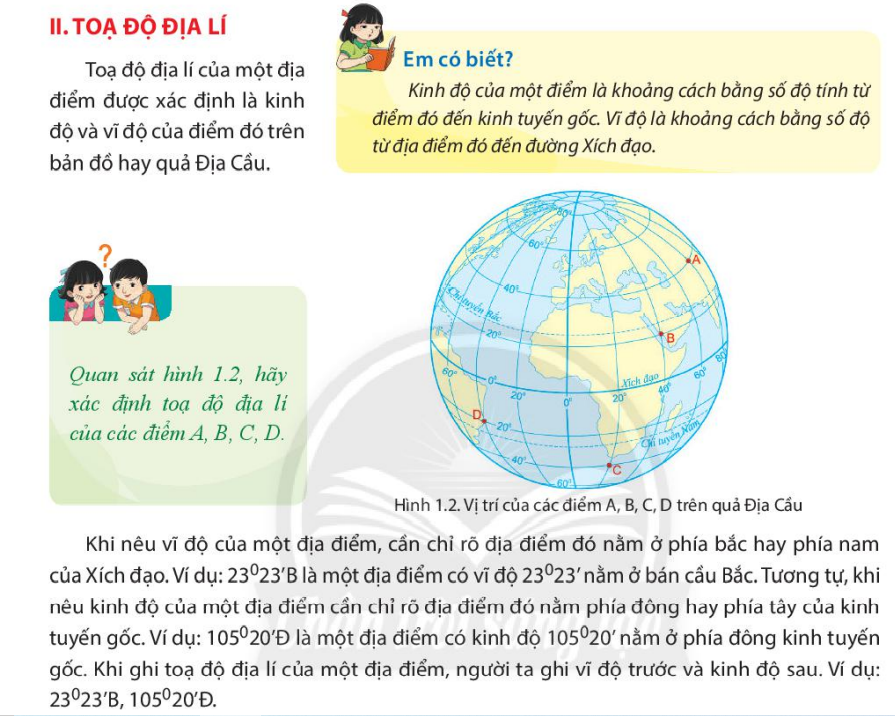 II. TOẠ ĐỘ ĐỊA LÍ
Toạ độ địa lí của một địa
điểm được xác định là kinh
độ và vĩ độ của điểm đó trên
bản đồ hay quả Địa Cầu.
Em có biết?
Kinh độ của một điểm là khoảng cách bằng số độ tính từ
điểm đó đến kinh tuyến gốc. Vĩ độ là khoảng cách bằng số độ
từ địa điểm đó đến đường Xích đạo.
?
Quan sát hình 1.2, hãy
xác định toạ độ địa lí
của các điểm A, B, C, D.
80°
60°
A
40°
Chí tuyến Bắc
20°
B
60°
0°
20°
0°
Xích đạo
20°
40°
60°
80°
D
20°
Chí tuyến Nam
40°
C
60°
Hình 1.2. Vị trí của các điểm A, B, C, D trên quả Địa Cầu
Khi nêu vĩ độ của một địa điểm, cần chỉ rõ địa điểm đó nằm ở phía bắc hay phía nam
của Xích đạo. Ví dụ: 23⁰23’B là một địa điểm có vĩ độ 23⁰23’ nằm ở bán cầu Bắc. Tương tự, khi
nêu kinh độ của một địa điểm cần chỉ rõ địa điểm đó nằm phía đông hay phía tây của kinh
tuyến gốc. Ví dụ: 105⁰20’Đ là một địa điểm có kinh độ 105⁰20’ nằm ở phía đông kinh tuyến
gốc. Khi ghi toạ độ địa lí của một địa điểm, người ta ghi vĩ độ trước và kinh độ sau. Ví dụ:
23⁰23’B, 105⁰20’Đ.
Chân trời sáng tạo